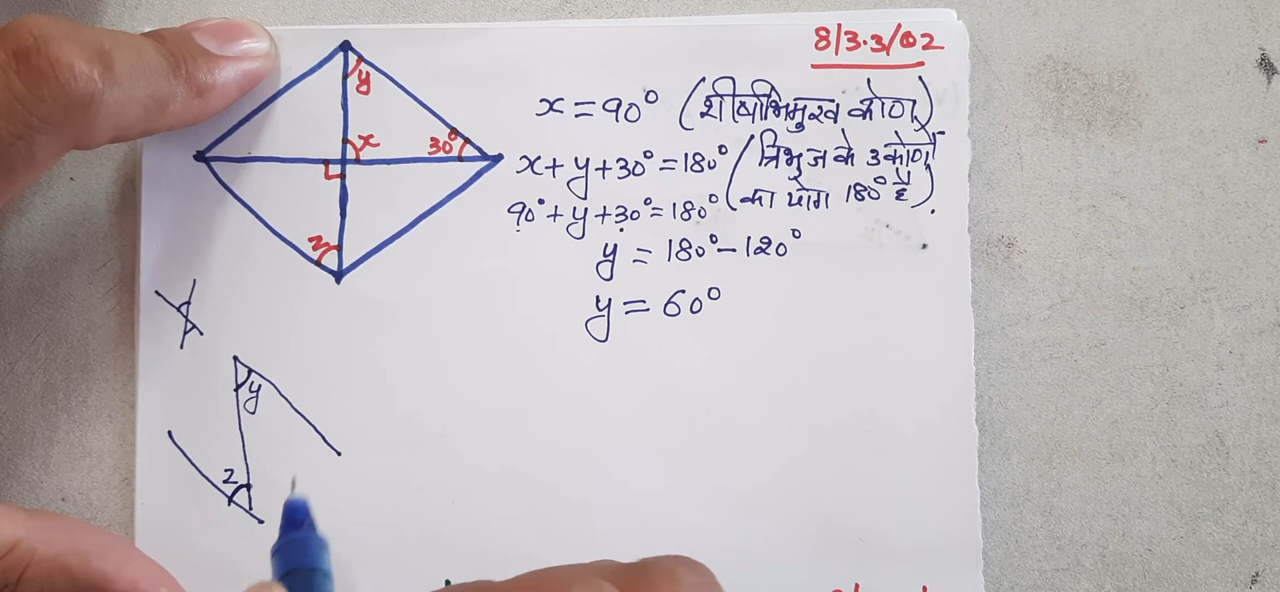 8/3.3/02
x = 90° (शीर्षाभिमुख कोण)
x + y + 30° = 180° (त्रिभुज के 3 कोणों
का योग 180° है).
90° + y + 30° = 180°
y = 180° - 120°
y = 60°
y
x
30°
z
y
z